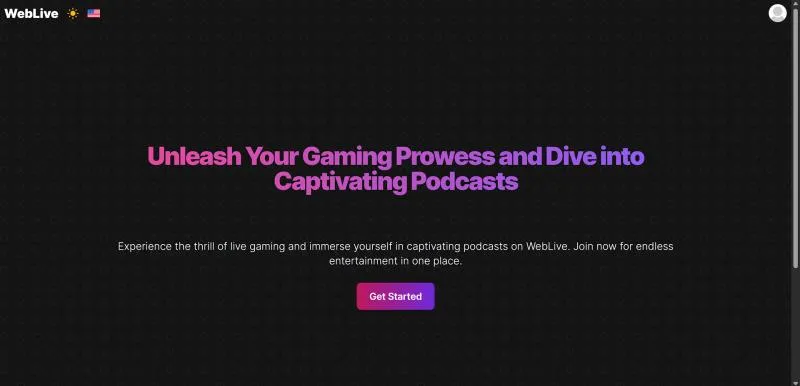 WebLive
Unleash Your Gaming Prowess and Dive into
Captivating Podcasts
Experience the thrill of live gaming and immerse yourself in captivating podcasts on WebLive. Join now for endless
entertainment in one place.
Get Started